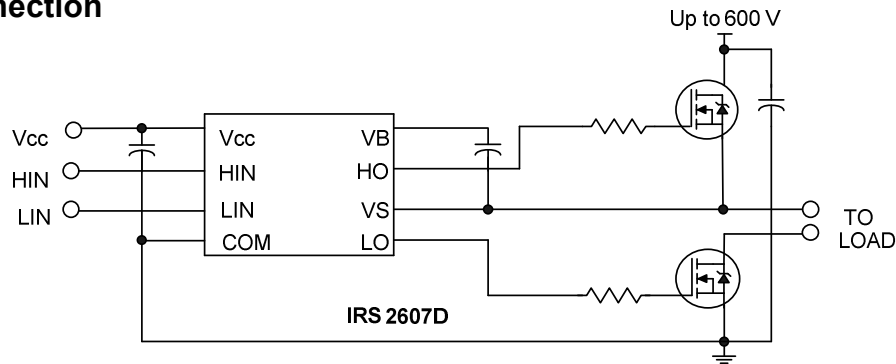 nection
Up to 600 V
Vcc
HIN
LIN
Vcc
HIN
LIN
COM
VB
HO
VS
LO
TO
LOAD
IRS 2607D